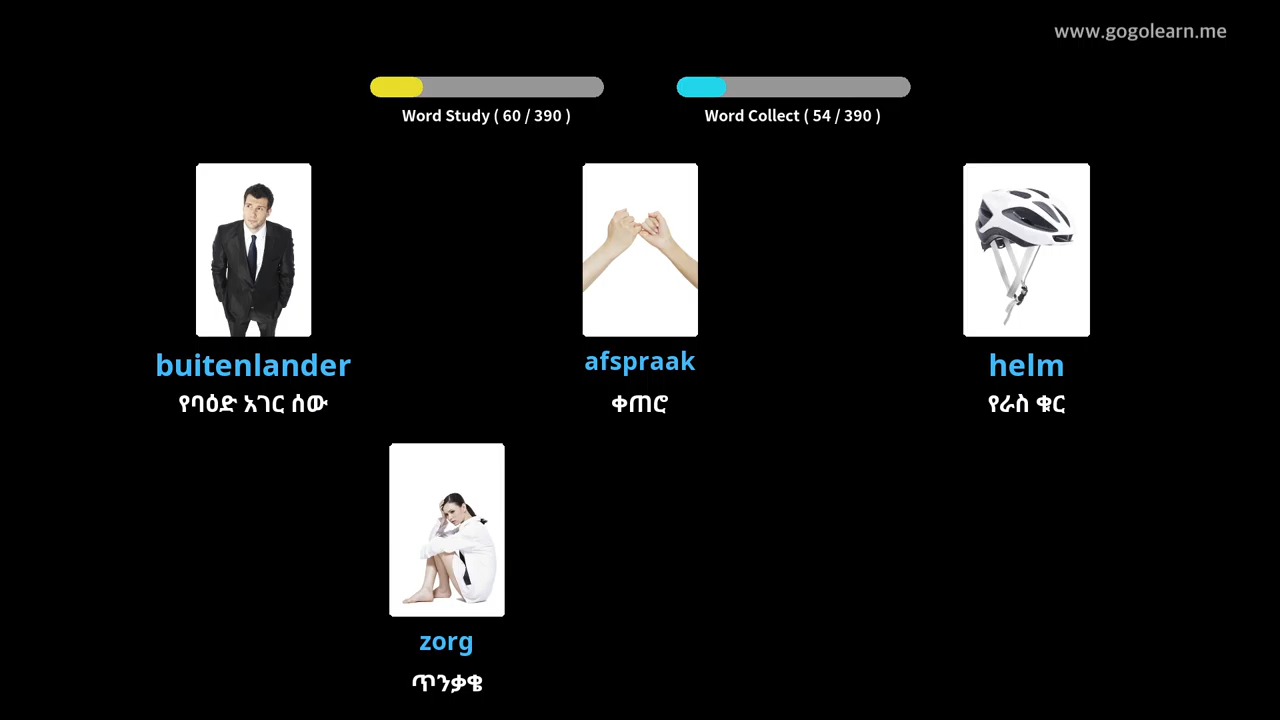 www.gogolearn.me
Word Study ( 60 / 390 )
Word Collect ( 54 / 390 )
buitenlander
የባዕድ አገር ሰው
afspraak
ቀጠሮ
helm
የራስ ቁር
zorg
ጥንቃቄ